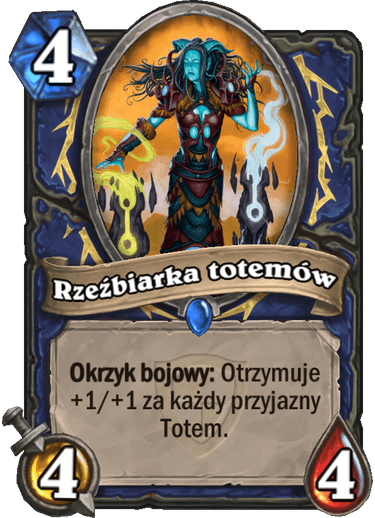 4
Rzeźbiarka totemów
Okrzyk bojowy: Otrzymuje
+1/+1 za każdy przyjazny
Totem.
4
4